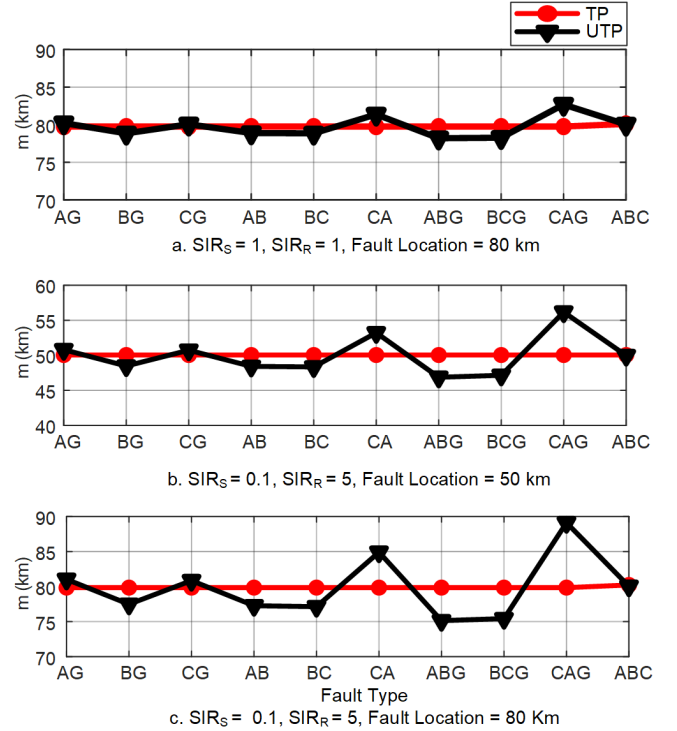 TP
UTP
90
85
80
75
70
m (km)
AG BG CG AB BC CA ABG BCG CAG ABC
a. SIRS = 1, SIRR = 1, Fault Location = 80 km
60
55
50
45
40
m (km)
AG BG CG AB BC CA ABG BCG CAG ABC
b. SIRS = 0.1, SIRR = 5, Fault Location = 50 km
90
85
80
75
70
m (km)
AG BG CG AB BC CA ABG BCG CAG ABC
Fault Type
c. SIRS = 0.1, SIRR = 5, Fault Location = 80 Km